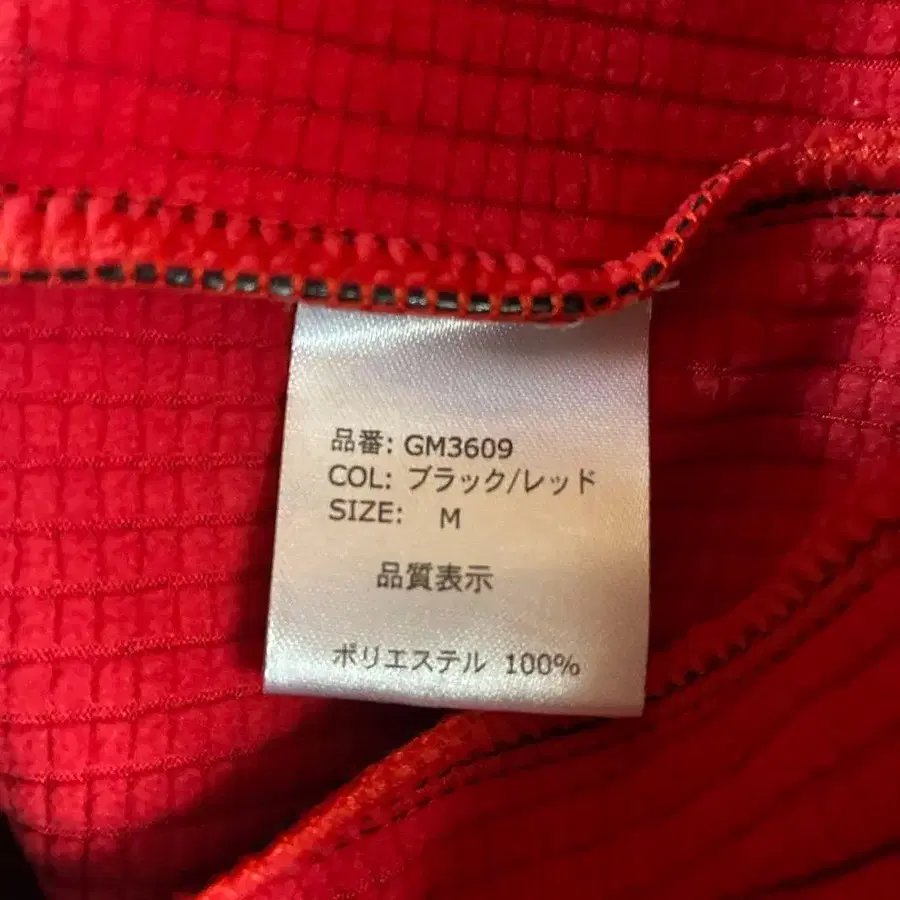 品番: GM3609
COL: ブラック/レッド
SIZE: M
品質表示
ポリエステル 100%